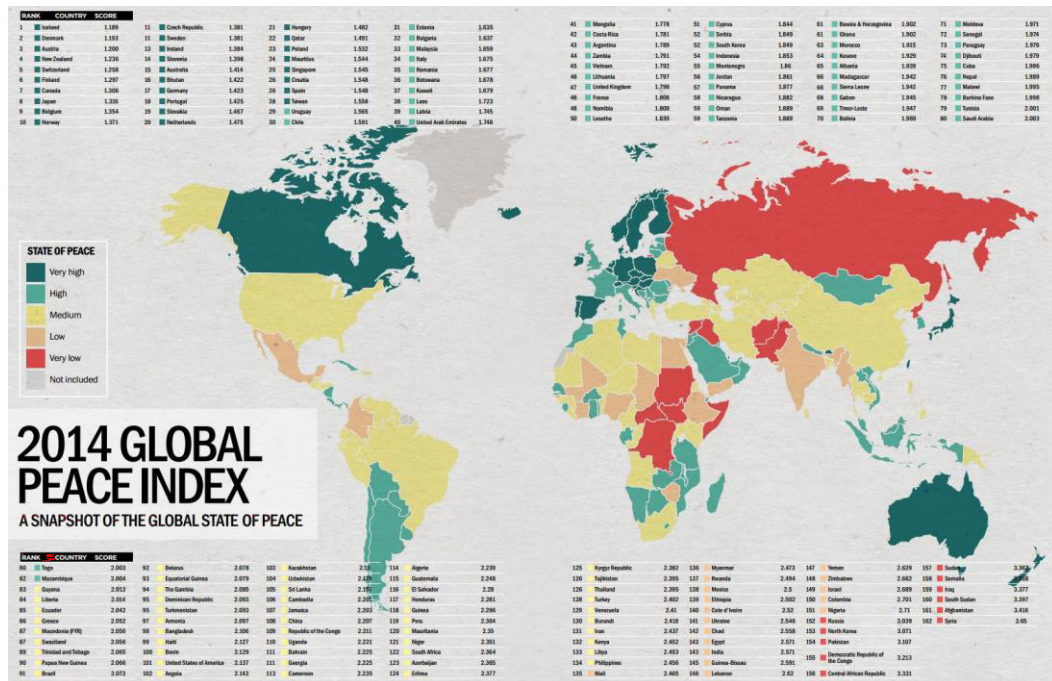 RANK COUNTRY SCORE
1 Iceland 1.189
2 Denmark 1.193
3 Austria 1.200
4 New Zealand 1.236
5 Switzerland 1.258
6 Finland 1.297
7 Canada 1.306
8 Japan 1.316
9 Belgium 1.354
10 Norway 1.371
11 Czech Republic 1.381
11 Sweden 1.381
13 Ireland 1.384
14 Slovenia 1.398
15 Australia 1.414
16 Bhutan 1.422
17 Germany 1.423
18 Portugal 1.425
19 Slovakia 1.467
20 Netherlands 1.475
21 Hungary 1.482
22 Qatar 1.491
23 Poland 1.532
24 Mauritius 1.544
25 Singapore 1.545
26 Croatia 1.548
26 Spain 1.548
28 Taiwan 1.558
29 Uruguay 1.565
30 Chile 1.591
31 Estonia 1.635
32 Bulgaria 1.637
33 Malaysia 1.659
34 Italy 1.675
35 Romania 1.677
36 Botswana 1.678
37 Kuwait 1.679
38 Laos 1.723
39 Latvia 1.745
40 United Arab Emirates 1.748
41 Mongolia 1.778
42 Costa Rica 1.781
43 Argentina 1.789
44 Zambia 1.791
45 Vietnam 1.792
46 Lithuania 1.797
47 United Kingdom 1.798
48 France 1.808
48 Namibia 1.808
50 Lesotho 1.839
51 Cyprus 1.844
52 Serbia 1.849
52 South Korea 1.849
54 Indonesia 1.853
55 Montenegro 1.86
56 Jordan 1.861
57 Panama 1.877
58 Nicaragua 1.882
59 Oman 1.889
59 Tanzania 1.889
61 Bosnia & Herzegovina 1.902
61 Ghana 1.902
63 Morocco 1.915
64 Kosovo 1.929
65 Albania 1.939
66 Madagascar 1.942
66 Sierra Leone 1.942
68 Gabon 1.945
69 Timor-Leste 1.947
70 Bolivia 1.969
71 Moldova 1.971
72 Senegal 1.974
73 Paraguay 1.976
74 Djibouti 1.979
75 Cuba 1.986
76 Nepal 1.989
77 Malawi 1.995
78 Burkina Faso 1.998
79 Tunisia 2.001
80 Saudi Arabia 2.003
STATE OF PEACE
Very high
High
Medium
Low
Very low
Not included
2014 GLOBAL
PEACE INDEX
A SNAPSHOT OF THE GLOBAL STATE OF PEACE
RANK COUNTRY SCORE
80 Togo 2.003
82 Mozambique 2.004
83 Guyana 2.013
84 Liberia 2.014
85 Ecuador 2.042
86 Greece 2.052
87 Macedonia (FYR) 2.056
87 Swaziland 2.056
89 Trinidad and Tobago 2.065
90 Papua New Guinea 2.066
91 Brazil 2.073
92 Belarus 2.078
93 Equatorial Guinea 2.079
94 The Gambia 2.085
95 Dominican Republic 2.093
95 Turkmenistan 2.093
97 Armenia 2.097
98 Bangladesh 2.106
99 Haiti 2.127
100 Benin 2.129
101 United States of America 2.137
102 Angola 2.143
103 Kazakhstan
104 Uzbekistan
105 Sri Lanka
106 Cambodia
107 Jamaica 2.203
108 China 2.207
109 Republic of the Congo 2.211
110 Uganda 2.221
111 Bahrain 2.225
111 Georgia 2.225
113 Cameroon 2.235
114 Algeria 2.239
115 Guatemala 2.248
116 El Salvador 2.28
117 Honduras 2.281
118 Guinea 2.296
119 Peru 2.304
120 Mauritania 2.35
121 Niger 2.351
122 South Africa 2.364
123 Azerbaijan 2.365
124 Eritrea 2.377
125 Kyrgyz Republic 2.382
126 Tajikistan 2.395
126 Thailand 2.395
128 Turkey 2.402
129 Venezuela 2.41
130 Burundi 2.418
131 Iran 2.437
132 Kenya 2.452
133 Libya 2.453
134 Philippines 2.456
135 Mali 2.465
136 Myanmar 2.473
137 Rwanda 2.494
138 Mexico 2.5
139 Ethiopia 2.502
140 Cote d'Ivoire 2.52
141 Ukraine 2.546
142 Chad 2.558
143 Egypt 2.571
143 India 2.571
145 Guinea-Bissau 2.591
146 Lebanon 2.62
147 Yemen 2.629
148 Zimbabwe 2.662
149 Israel 2.689
150 Colombia 2.701
151 Nigeria 2.71
152 Russia 3.039
153 North Korea 3.071
154 Pakistan 3.107
155 Democratic Republic of
the Congo 3.213
156 Central African Republic 3.331
157 Sudan
158 Somalia
159 Iraq 3.377
160 South Sudan 3.397
161 Afghanistan 3.416
162 Syria 3.65